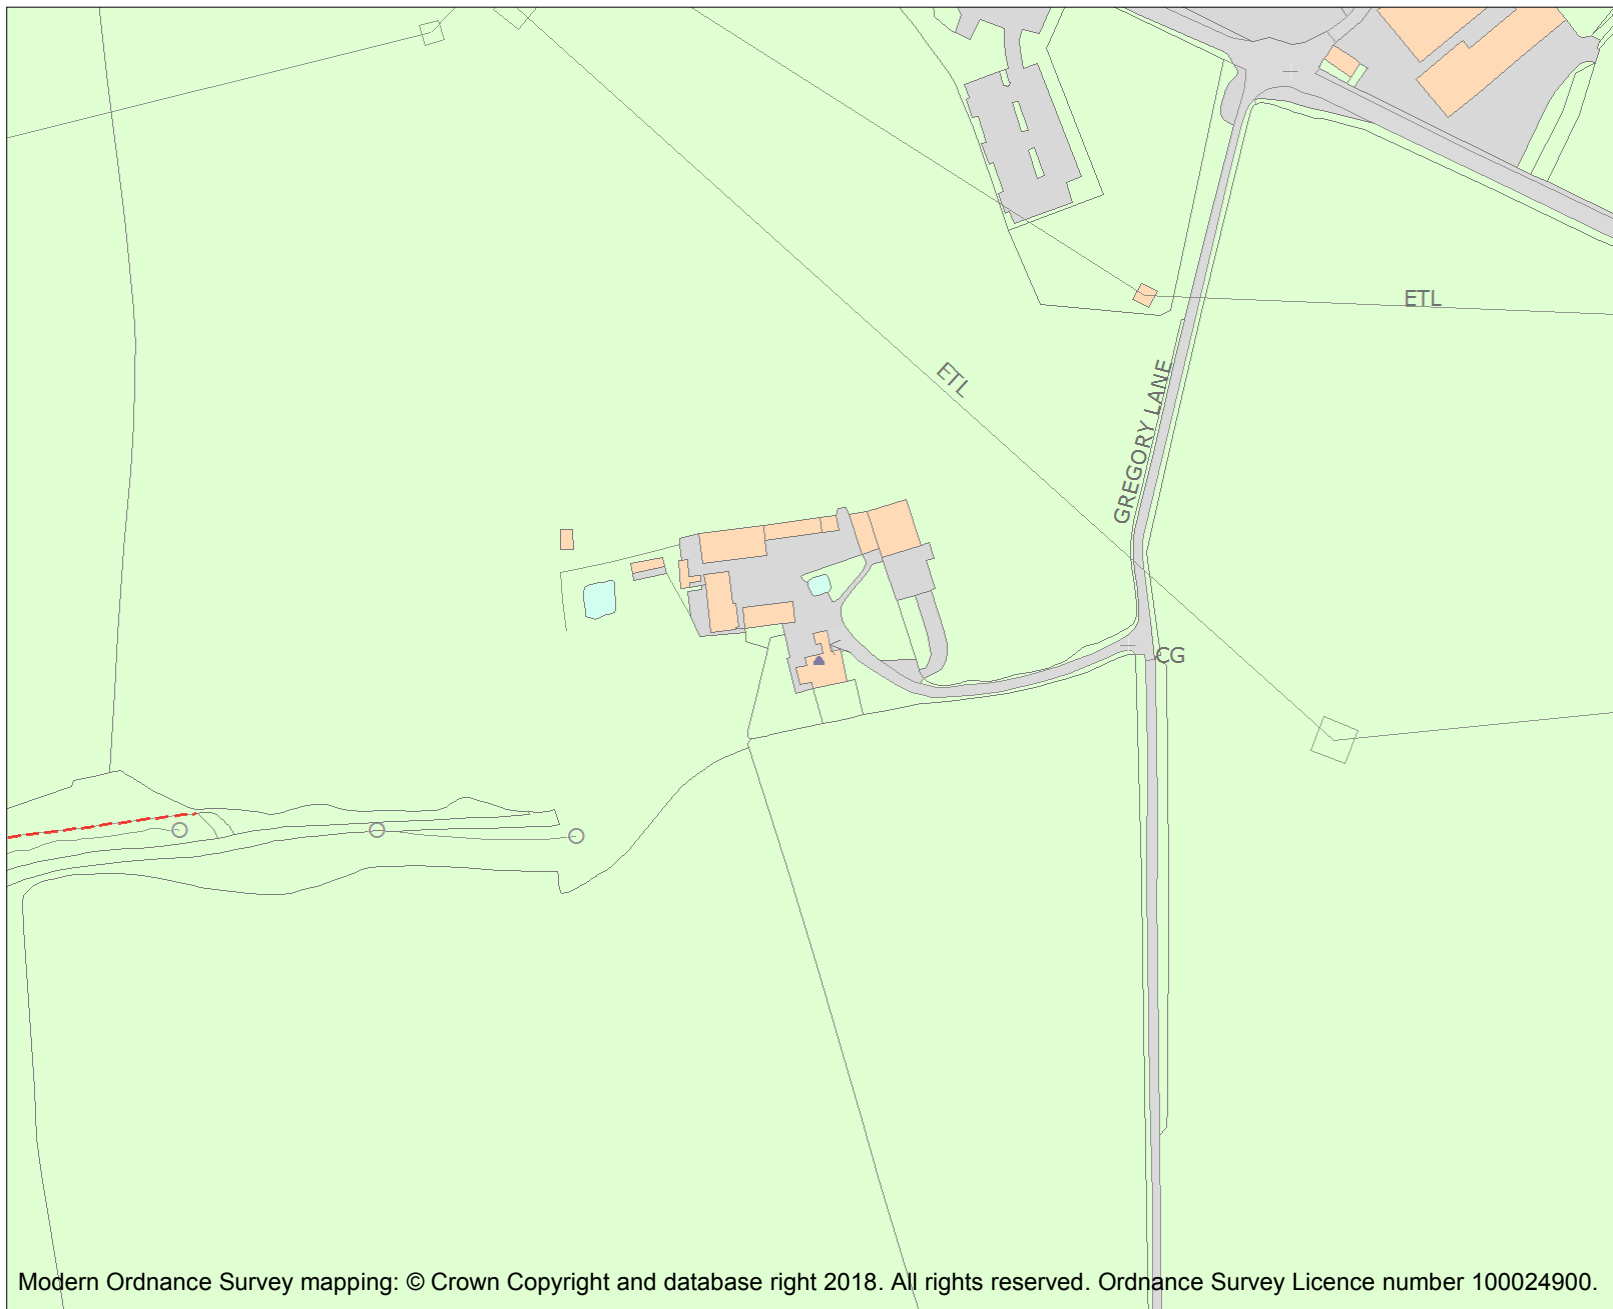 ETL
ETL
GREGORY LANE
CG
Modern Ordnance Survey mapping: © Crown Copyright and database right 2018. All rights reserved. Ordnance Survey Licence number 100024900.